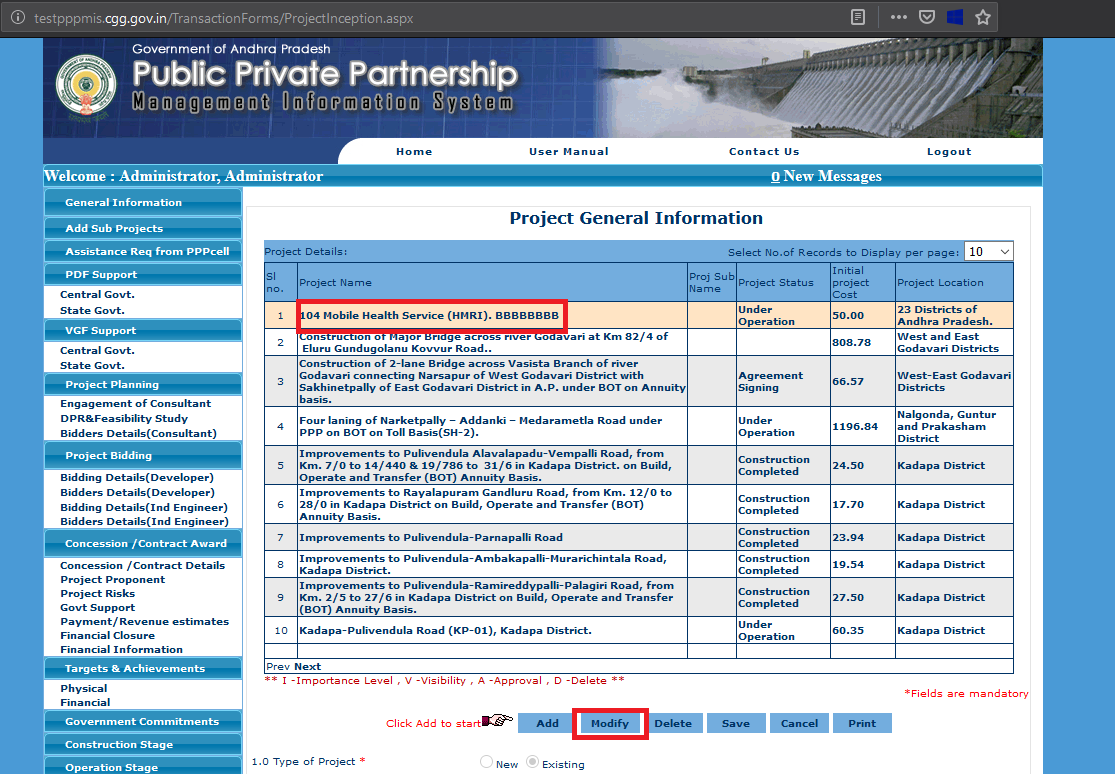 testpppmis.cgg.gov.in/TransactionForms/ProjectInception.aspx
Government of Andhra Pradesh
Public Private Partnership
Management Information System
Home User Manual Contact Us Logout
Welcome : Administrator, Administrator 0 New Messages
General Information
Add Sub Projects
Assistance Req from PPPcell
PDF Support
Central Govt.
State Govt.
VGF Support
Central Govt.
State Govt.
Project Planning
Engagement of Consultant
DPR&Feasibility Study
Bidders Details(Consultant)
Project Bidding
Bidding Details(Developer)
Bidders Details(Developer)
Bidding Details(Ind Engineer)
Bidders Details(Ind Engineer)
Concession /Contract Award
Concession /Contract Details
Project Proponent
Project Risks
Govt Support
Payment/Revenue estimates
Financial Closure
Financial Information
Targets & Achievements
Physical
Financial
Government Commitments
Construction Stage
Operation Stage
Project General Information
Project Details: Select No.of Records to Display per page: 10
Sl no. Project Name Proj Sub Name Project Status Initial project Cost Project Location
1 104 Mobile Health Service (HMRI). BBBBBBBB Under Operation 50.00 23 Districts of Andhra Pradesh.
2 Construction of Major Bridge across river Godavari at Km 82/4 of Eluru Gundugolanu Kovvur Road.. 808.78 West and East Godavari Districts
3 Construction of 2-lane Bridge across Vasista Branch of river Godavari connecting Narsapur of West Godavari District with Sakhinetpally of East Godavari District in A.P. under BOT on Annuity basis. Agreement Signing 66.57 West-East Godavari Districts
4 Four laning of Narketpally – Addanki – Medarametla Road under PPP on BOT on Toll Basis(SH-2). Under Operation 1196.84 Nalgonda, Guntur and Prakasham District
5 Improvements to Pulivendula Alavalapadu-Vempalli Road, from Km. 7/0 to 14/440 & 19/786 to 31/6 in Kadapa District. on Build, Operate and Transfer (BOT) Annuity Basis. Construction Completed 24.50 Kadapa District
6 Improvements to Rayalapuram Gandluru Road, from Km. 12/0 to 28/0 in Kadapa District on Build, Operate and Transfer (BOT) Annuity Basis. Construction Completed 17.70 Kadapa District
7 Improvements to Pulivendula-Parnapalli Road Construction Completed 23.94 Kadapa District
8 Improvements to Pulivendula-Ambakapalli-Murarichintala Road, Kadapa District. Construction Completed 19.54 Kadapa District
9 Improvements to Pulivendula-Ramireddypalli-Palagiri Road, from Km. 2/5 to 27/6 in Kadapa District on Build, Operate and Transfer (BOT) Annuity Basis. Construction Completed 27.50 Kadapa District
10 Kadapa-Pulivendula Road (KP-01), Kadapa District. Under Operation 60.35 Kadapa District
Prev Next
** I -Importance Level , V -Visibility , A -Approval , D -Delete **
*Fields are mandatory
Click Add to start Add Modify Delete Save Cancel Print
1.0 Type of Project * New Existing